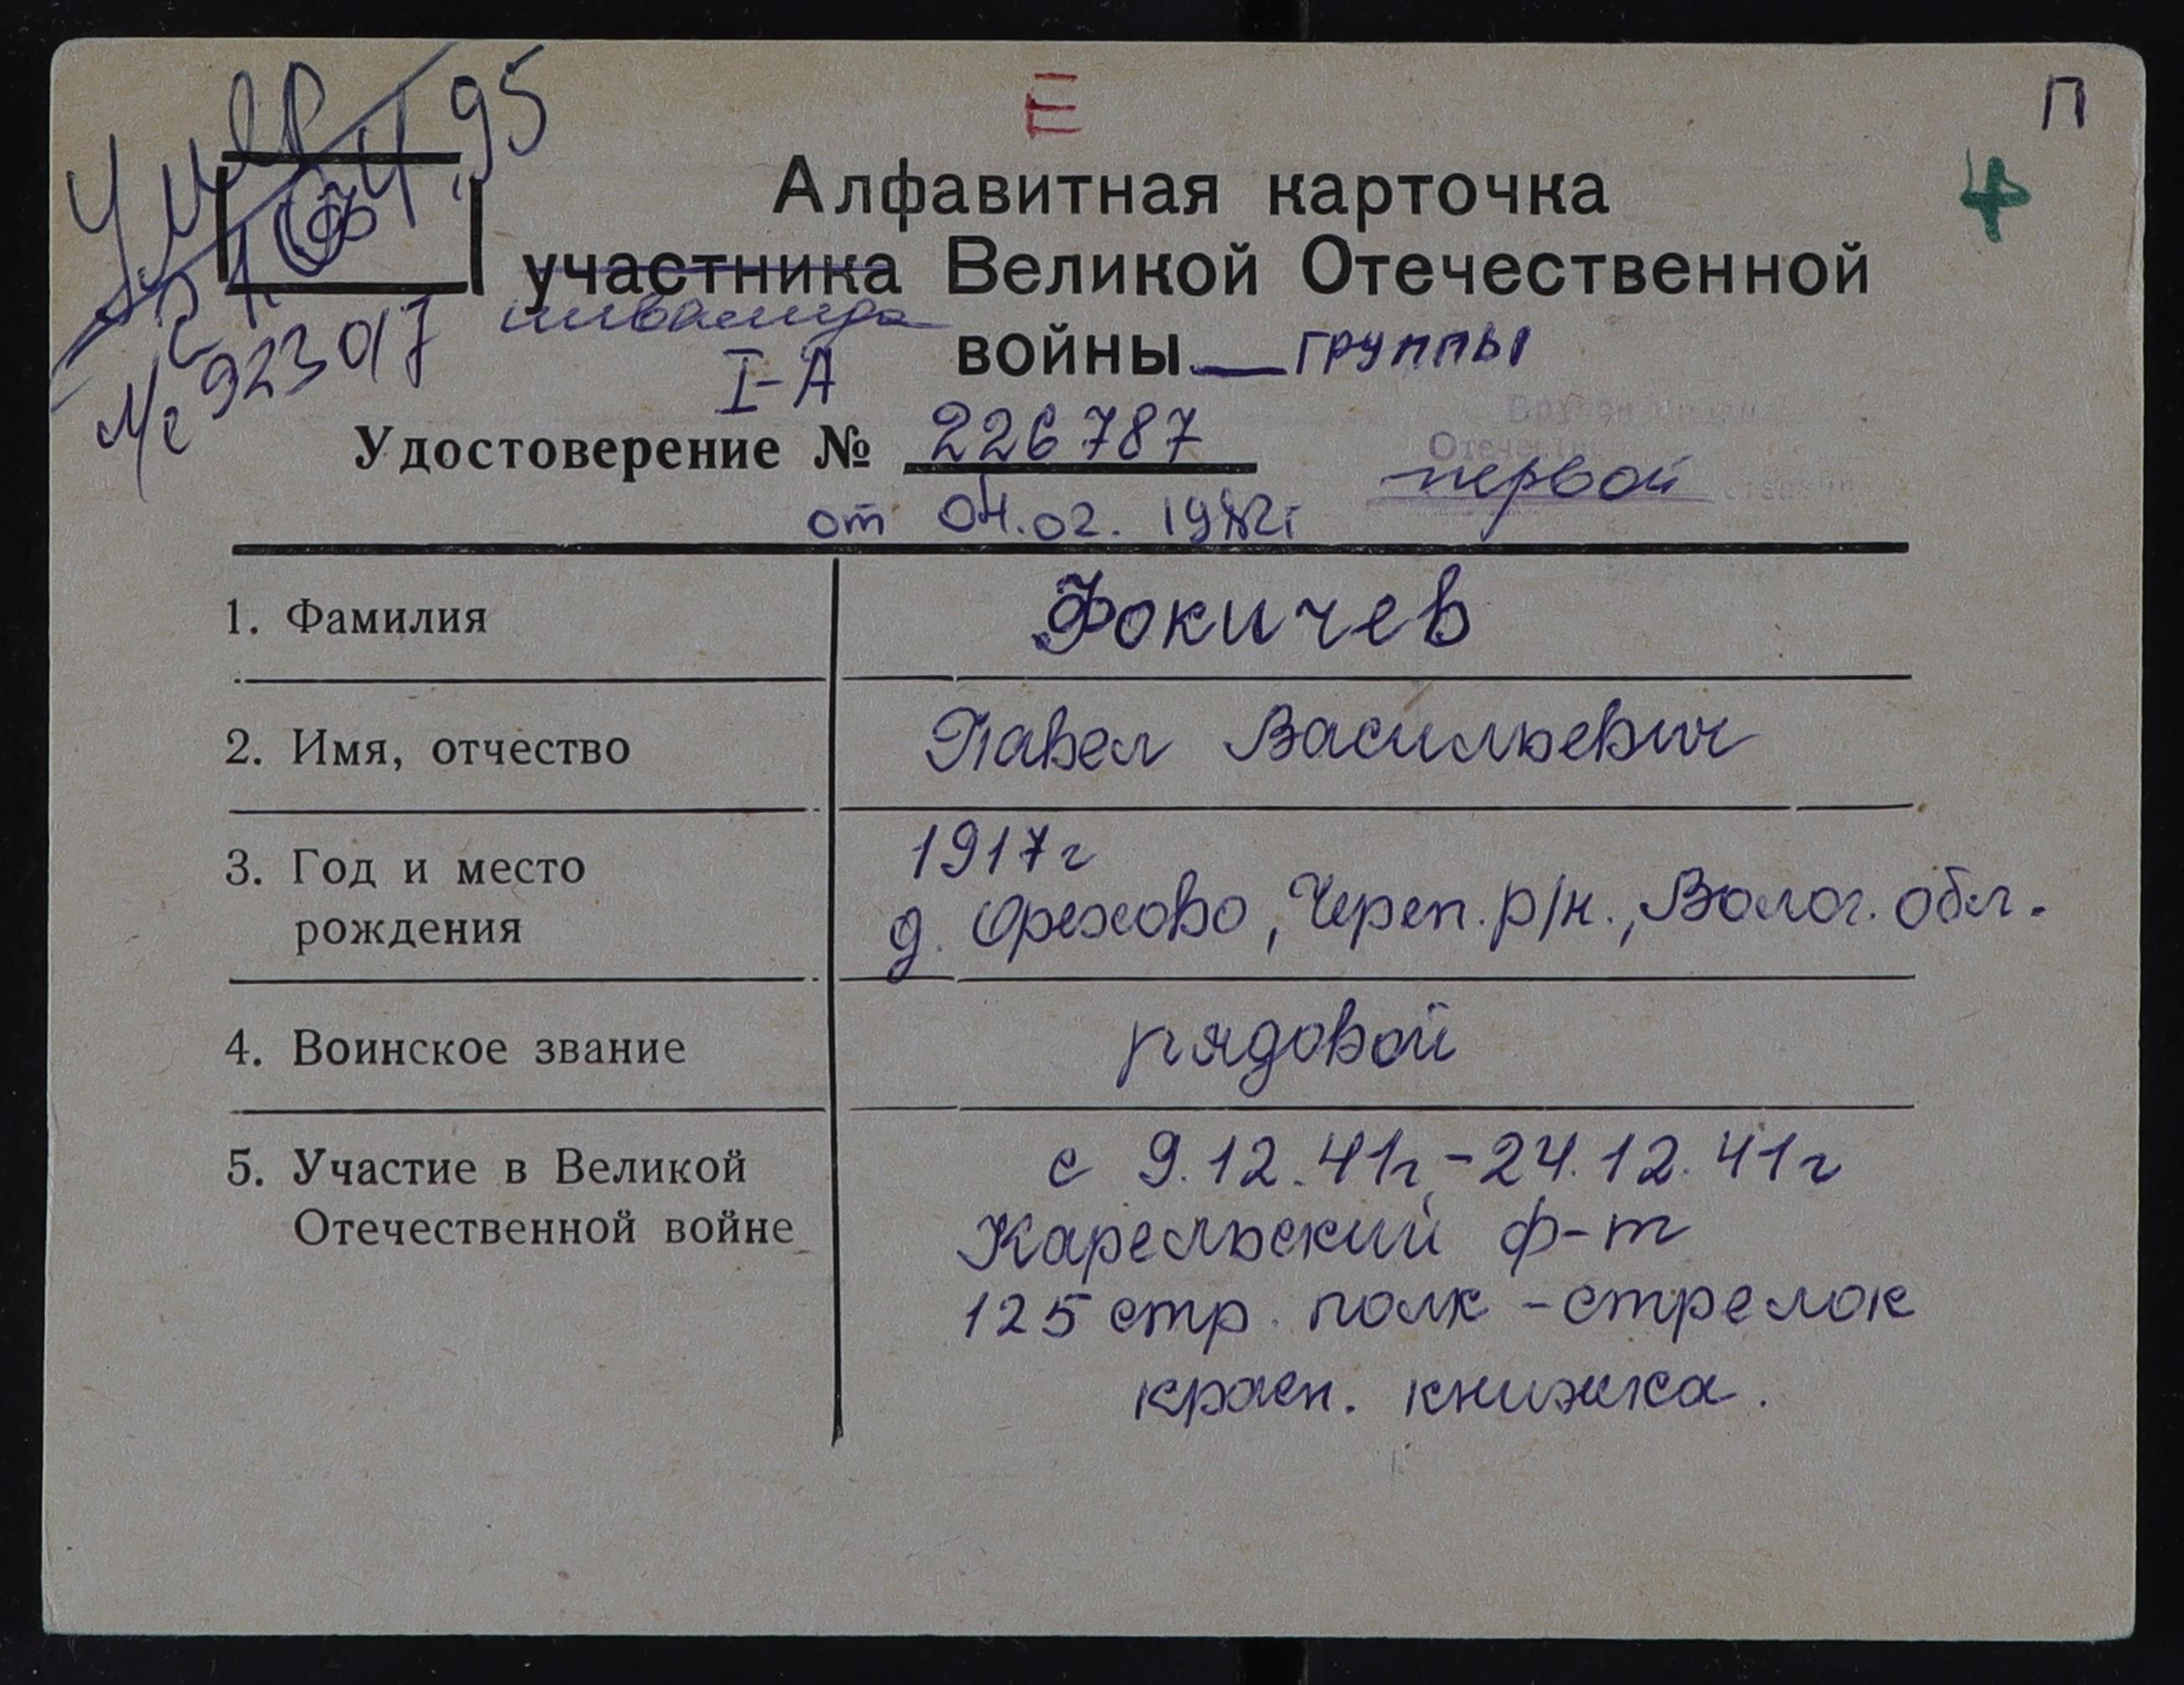 Е
П
Умер
4.95
Ф
М/с 923017
Алфавитная карточка
участника Великой Отечественной
инвалида
войны — группы
I-А
Удостоверение № 226787
Отечес
первой
от 04.02. 1982г
1. Фамилия
Фокичев
2. Имя, отчество
Павел Васильевич
3. Год и место
рождения
1917г
д. Орехово, Череп. р/н., Волог. обл.
4. Воинское звание
рядовой
5. Участие в Великой
Отечественной войне
с 9.12.41г. - 24.12.41г
Карельский ф-т
125 стр. полк - стрелок
красн. книжка.